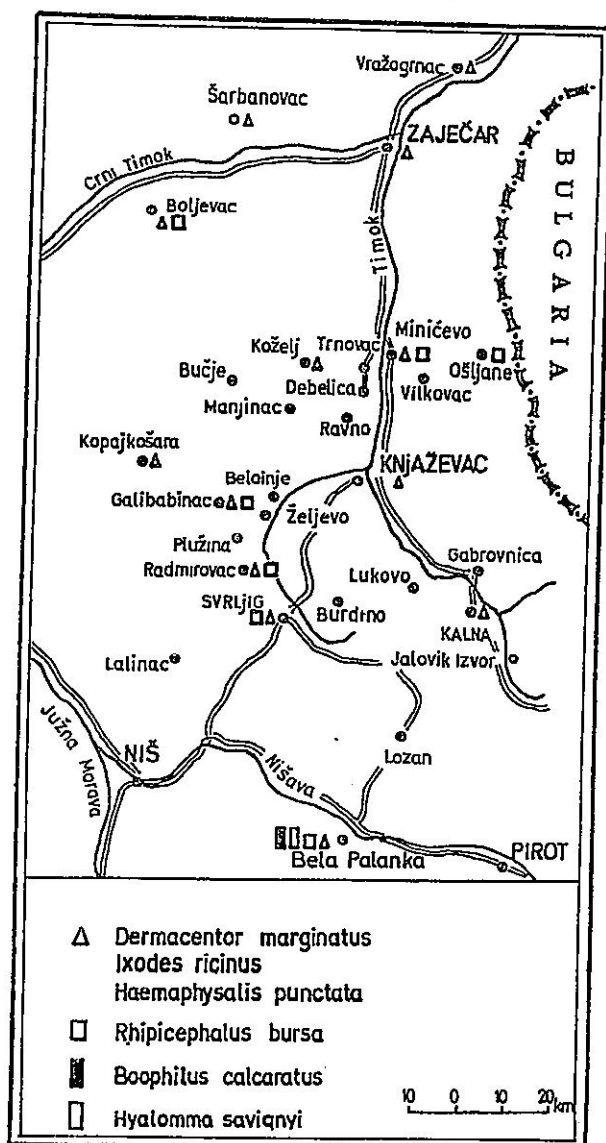 Vražogrnac
Šarbanovac
ZAJEČAR
Crni Timok
BULGARIA
Boljevac
Timok
Minićevo
Koželj
Trnovac
Ošljane
Bučje
Debelica
Vilkovac
Manjinac
Ravno
Kopajkošara
KNjAŽEVAC
Beloinje
Galibabinac
Željevo
Plužina
Gabrovnica
Radmirovac
Lukovo
SVRLjIG
Burdimo
KALNA
Lalinac
Jalovik Izvor
Južna Morava
NIŠ
Nišava
Lozan
Bela Palanka
PIROT
Dermacentor marginatus
Ixodes ricinus
Haemaphysalis punctata
Rhipicephalus bursa
Boophilus calcaratus
Hyalomma savignyi
10 0 10 20 km